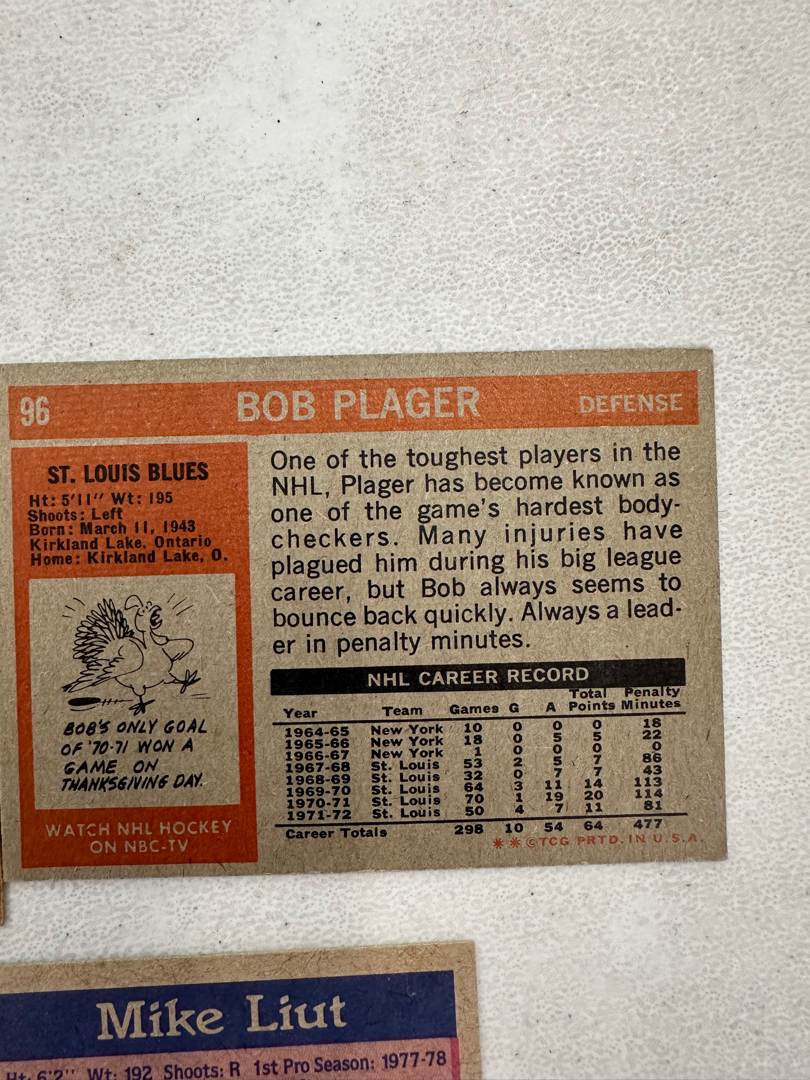 96 BOB PLAGER DEFENSE
ST. LOUIS BLUES
Ht: 5'11" Wt: 195
Shoots: Left
Born: March 11, 1943
Kirkland Lake, Ontario
Home: Kirkland Lake, O.
BOB'S ONLY GOAL
OF '70-71 WON A
GAME ON
THANKSGIVING DAY.
WATCH NHL HOCKEY
ON NBC-TV
One of the toughest players in the
NHL, Plager has become known as
one of the game's hardest body-
checkers. Many injuries have
plagued him during his big league
career, but Bob always seems to
bounce back quickly. Always a lead-
er in penalty minutes.
NHL CAREER RECORD
Year Team Games G A Total Points Penalty Minutes
1964-65 New York 10 0 0 0 18
1965-66 New York 18 0 5 5 22
1966-67 New York 1 0 0 0 0
1967-68 St. Louis 53 2 5 7 86
1968-69 St. Louis 32 0 7 7 43
1969-70 St. Louis 64 3 11 14 113
1970-71 St. Louis 70 1 19 20 114
1971-72 St. Louis 50 4 7 11 81
Career Totals 298 10 54 64 477
** ©TCG PRTD. IN U.S.A.
Mike Liut
Ht: 6'2" Wt: 192 Shoots: R 1st Pro Season: 1977-78